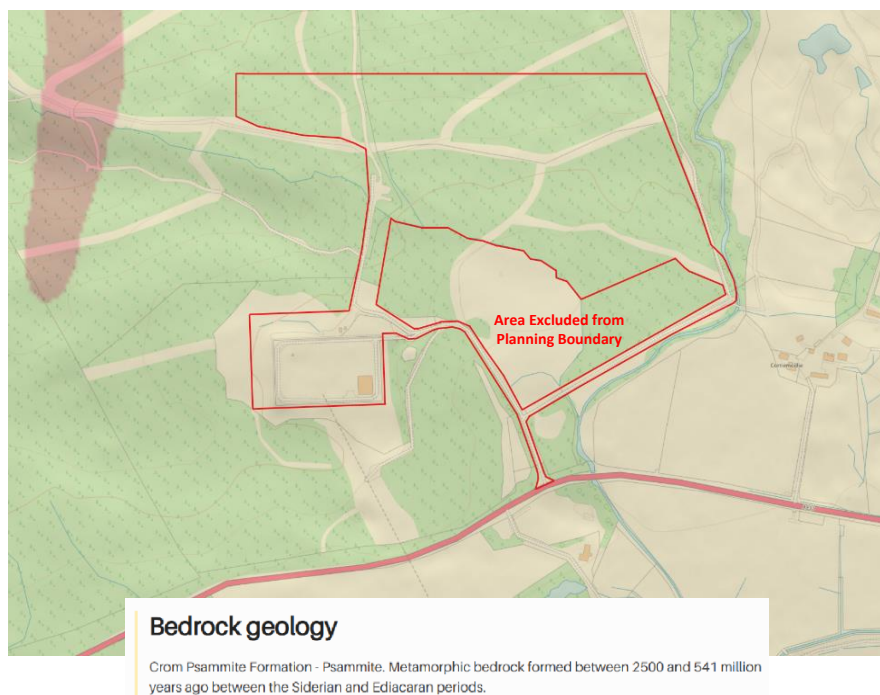 Area Excluded from
Planning Boundary
Bedrock geology
Crom Psammite Formation - Psammite. Metamorphic bedrock formed between 2500 and 541 million
years ago between the Siderian and Ediacaran periods.